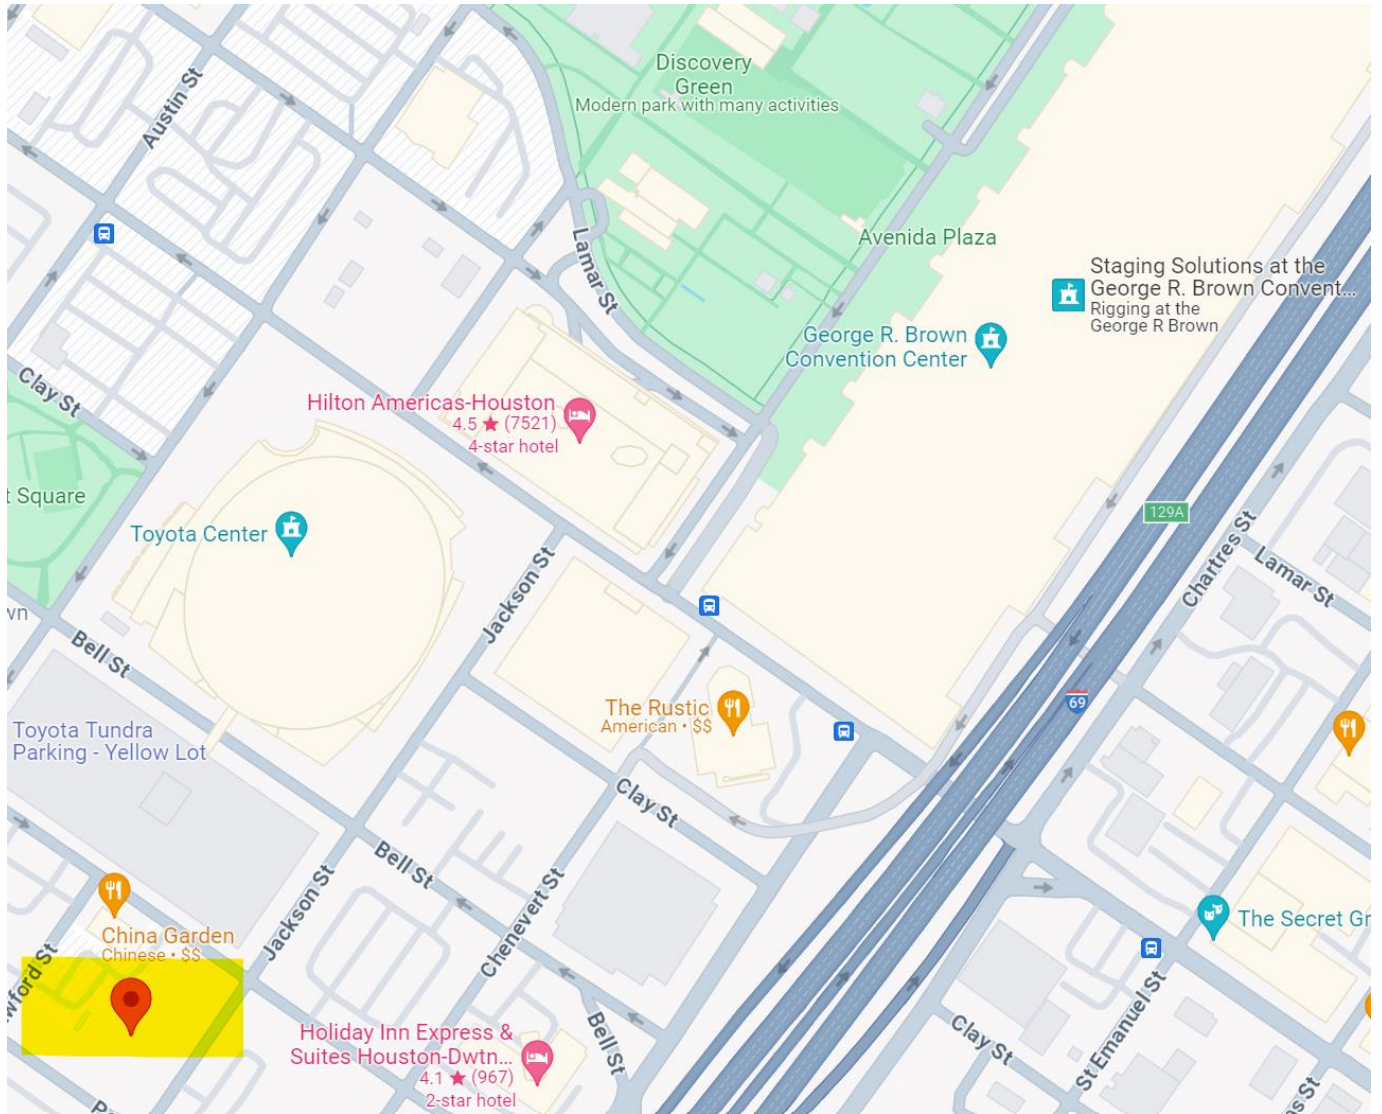 Discovery
Green
Modern park with many activities
Austin St
Lamar St
Avenida Plaza
Staging Solutions at the
George R. Brown Convent...
Rigging at the
George R Brown
George R. Brown
Convention Center
Clay St
Hilton Americas-Houston
4.5 ★ (7521)
4-star hotel
t Square
Toyota Center
129A
Chartres St
Lamar St
Jackson St
wn
Bell St
69
The Rustic
American • $$
Toyota Tundra
Parking - Yellow Lot
Clay St
Bell St
Jackson St
Chenevert St
The Secret Gr
China Garden
Chinese • $$
wford St
Holiday Inn Express &
Suites Houston-Dwtn...
4.1 ★ (967)
2-star hotel
Bell St
Clay St
St Emanuel St
s St